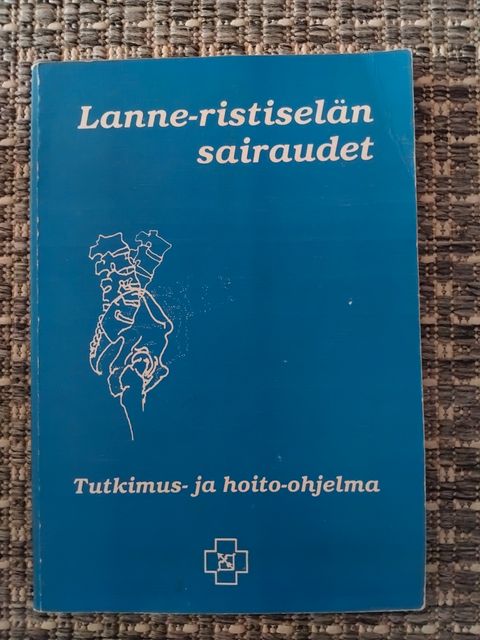 Lanne-ristiselän
sairaudet
Tutkimus- ja hoito-ohjelma